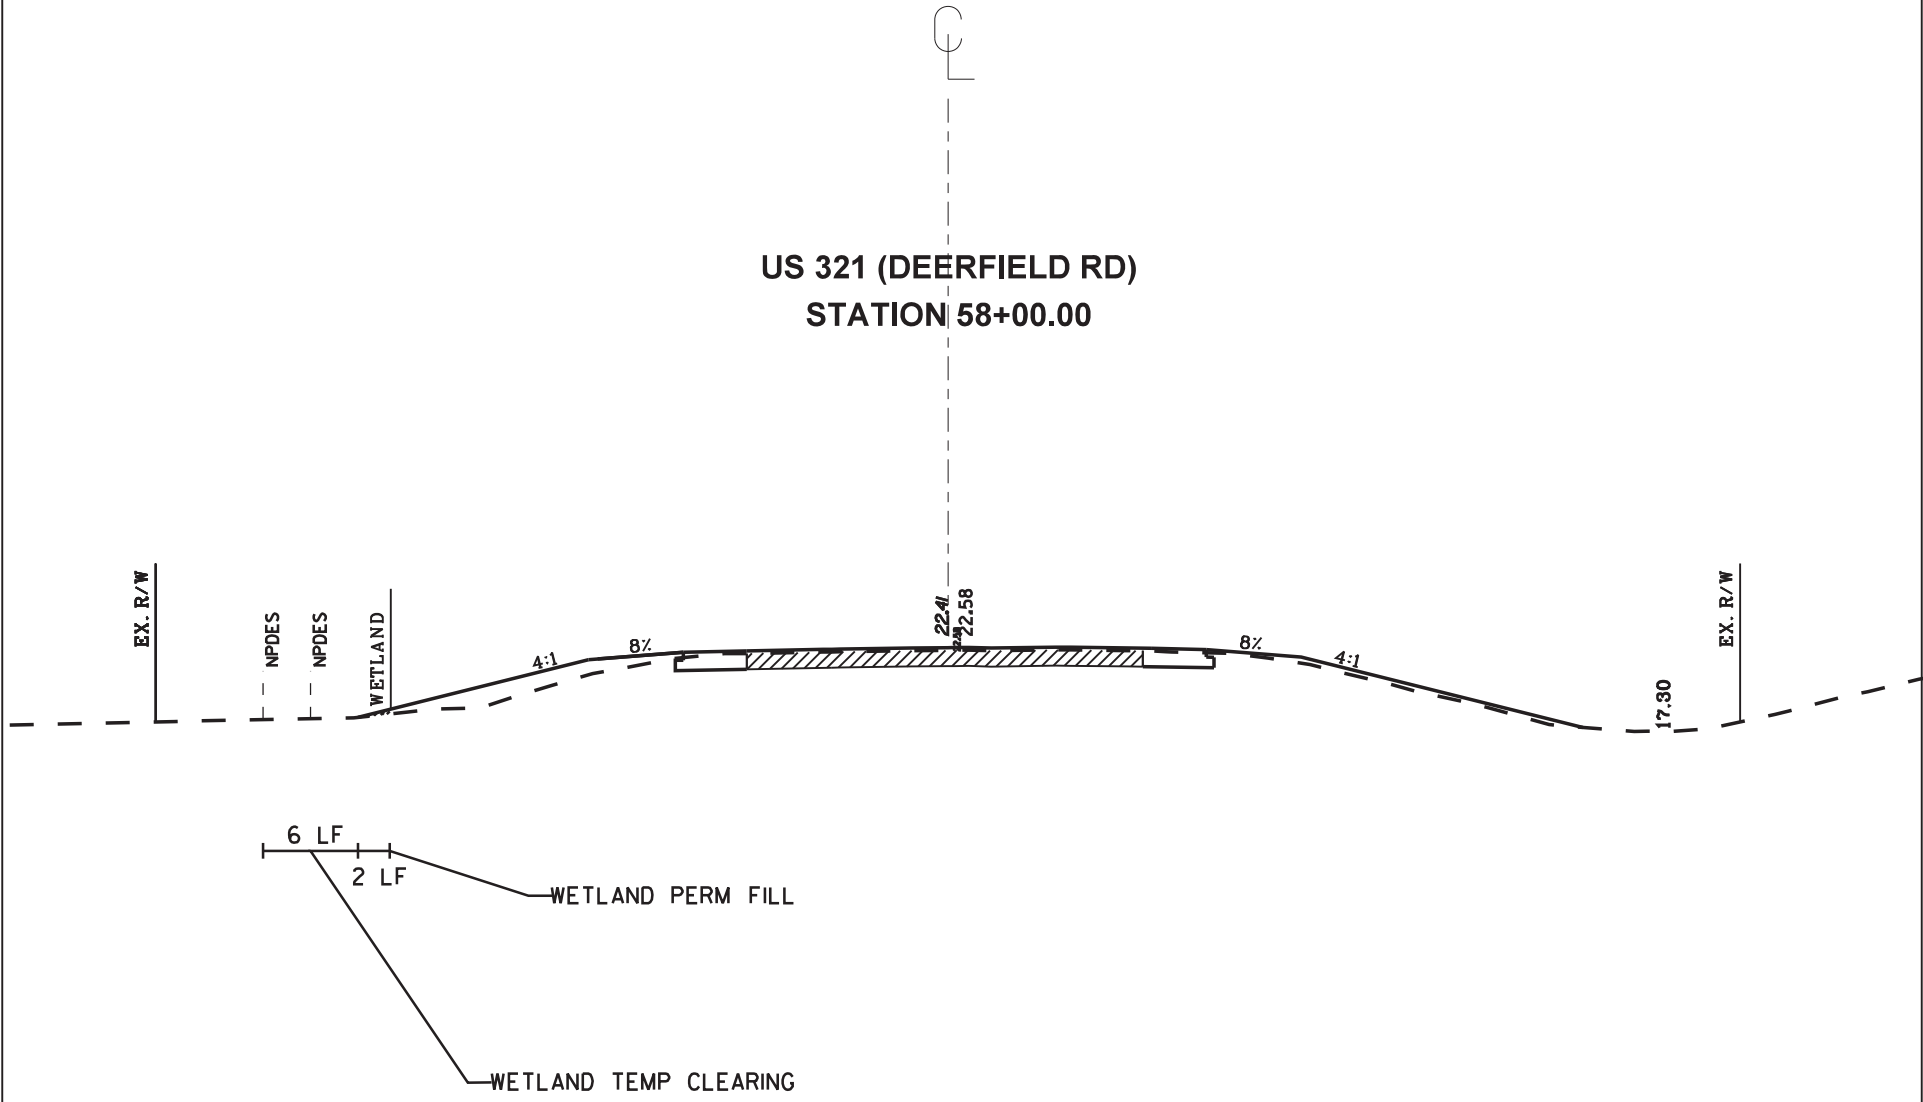 CL
US 321 (DEERFIELD RD)
STATION 58+00.00
EX. R/W
NPDES
NPDES
WETLAND
4:1
8%
22.41
22.58
8%
4:1
17.30
EX. R/W
6 LF
2 LF
WETLAND PERM FILL
WETLAND TEMP CLEARING